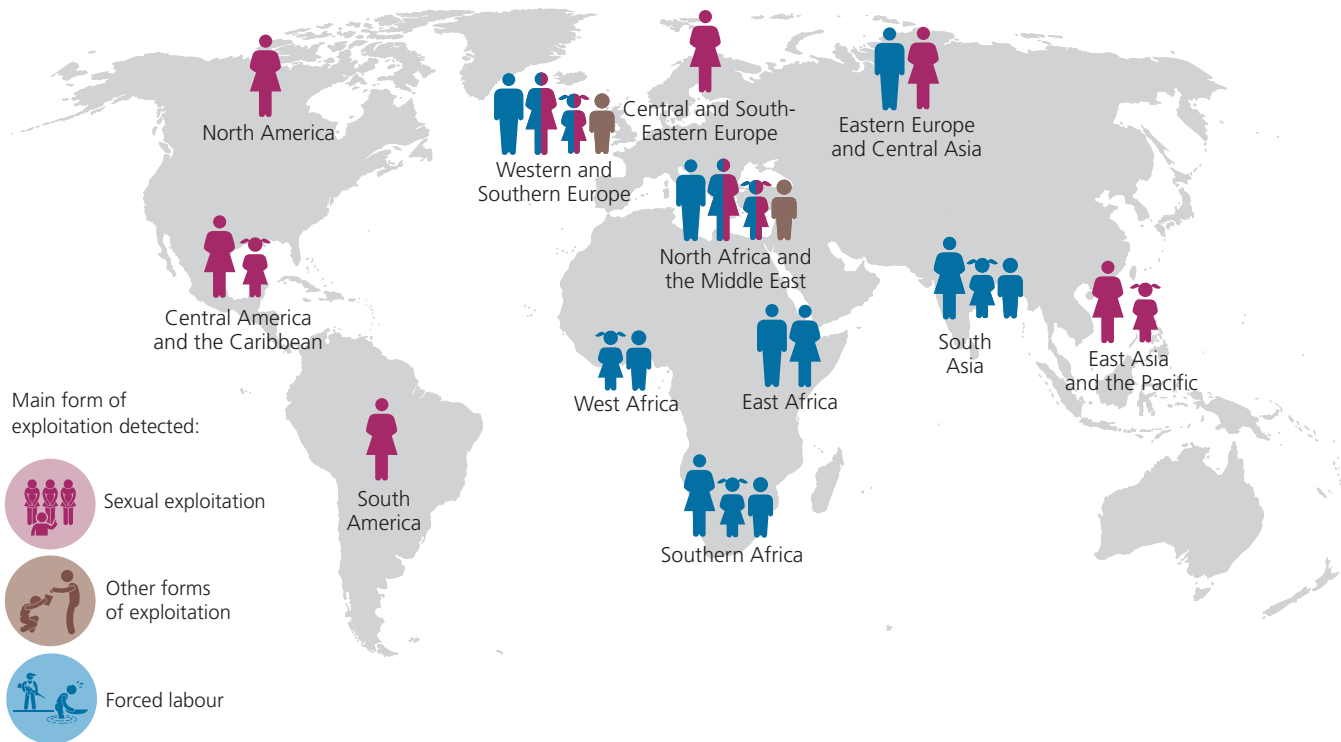 North America
Central and South-
Eastern Europe
Eastern Europe
and Central Asia
Western and
Southern Europe
North Africa and
the Middle East
Central America
and the Caribbean
South
Asia
East Asia
and the Pacific
West Africa
East Africa
Main form of
exploitation detected:
Sexual exploitation
South
America
Southern Africa
Other forms
of exploitation
Forced labour